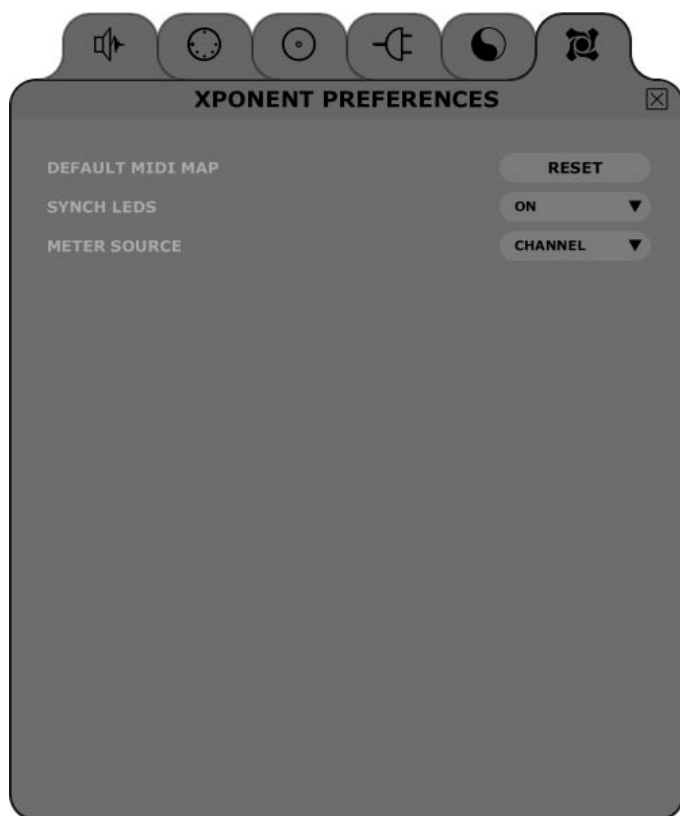 XPONENT PREFERENCES
DEFAULT MIDI MAP RESET
SYNCH LEDS ON
METER SOURCE CHANNEL